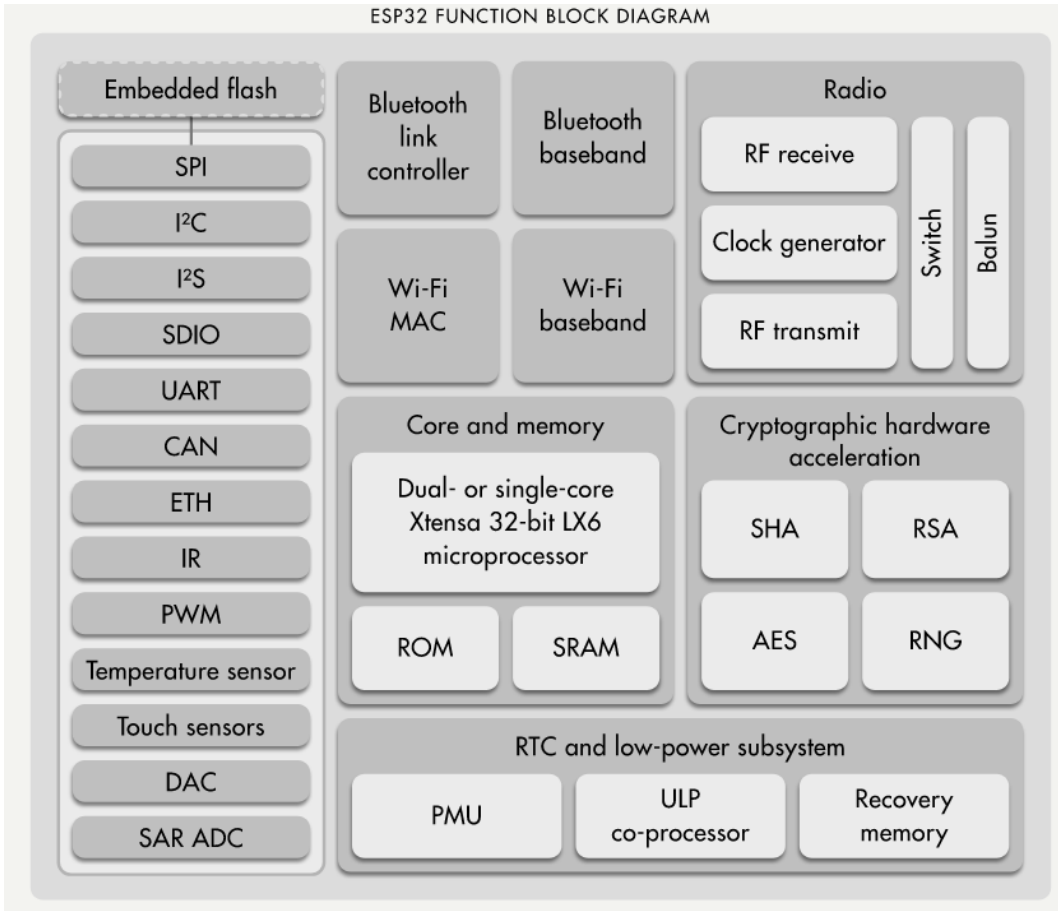 ESP32 FUNCTION BLOCK DIAGRAM
Embedded flash
SPI
I²C
I²S
SDIO
UART
CAN
ETH
IR
PWM
Temperature sensor
Touch sensors
DAC
SAR ADC
Bluetooth
link
controller
Bluetooth
baseband
Wi-Fi
MAC
Wi-Fi
baseband
Radio
RF receive
Clock generator
RF transmit
Switch
Balun
Core and memory
Dual- or single-core
Xtensa 32-bit LX6
microprocessor
ROM
SRAM
Cryptographic hardware
acceleration
SHA
RSA
AES
RNG
RTC and low-power subsystem
PMU
ULP
co-processor
Recovery
memory